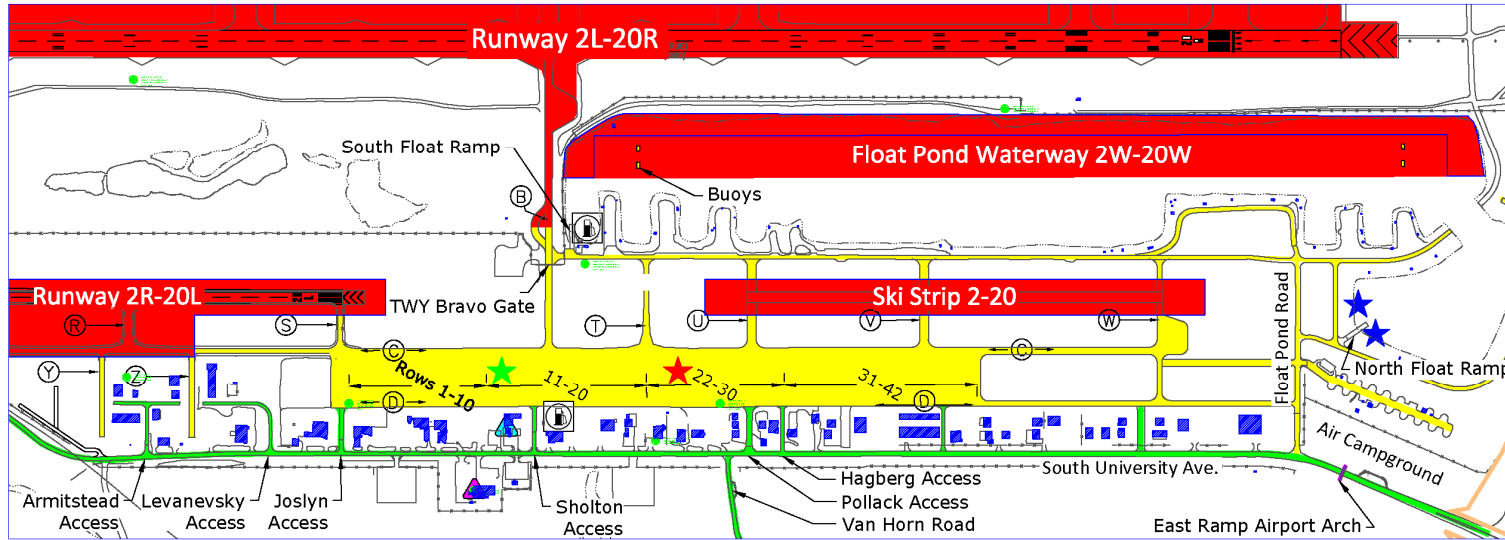 Runway 2L-20R
South Float Ramp
Float Pond Waterway 2W-20W
Buoys
B
Runway 2R-20L
TWY Bravo Gate
Ski Strip 2-20
Float Pond Road
R
S
T
U
V
W
C
C
Y
Z
Rows 1-10
11-20
22-30
31-42
D
D
North Float Ramp
Air Campground
South University Ave.
Armitstead
Access
Levanevsky
Access
Joslyn
Access
Sholton
Access
Hagberg Access
Pollack Access
Van Horn Road
East Ramp Airport Arch